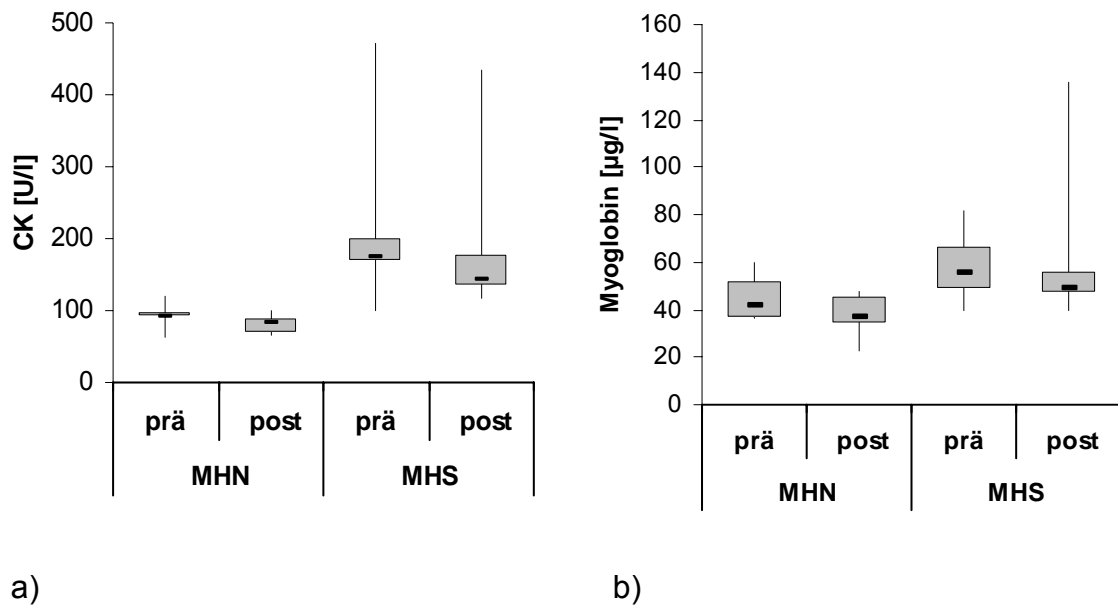 CK [U/l]
500
400
300
200
100
0
prä post prä post
MHN MHS
a)
Myoglobin [µg/l]
160
140
120
100
80
60
40
20
0
prä post prä post
MHN MHS
b)